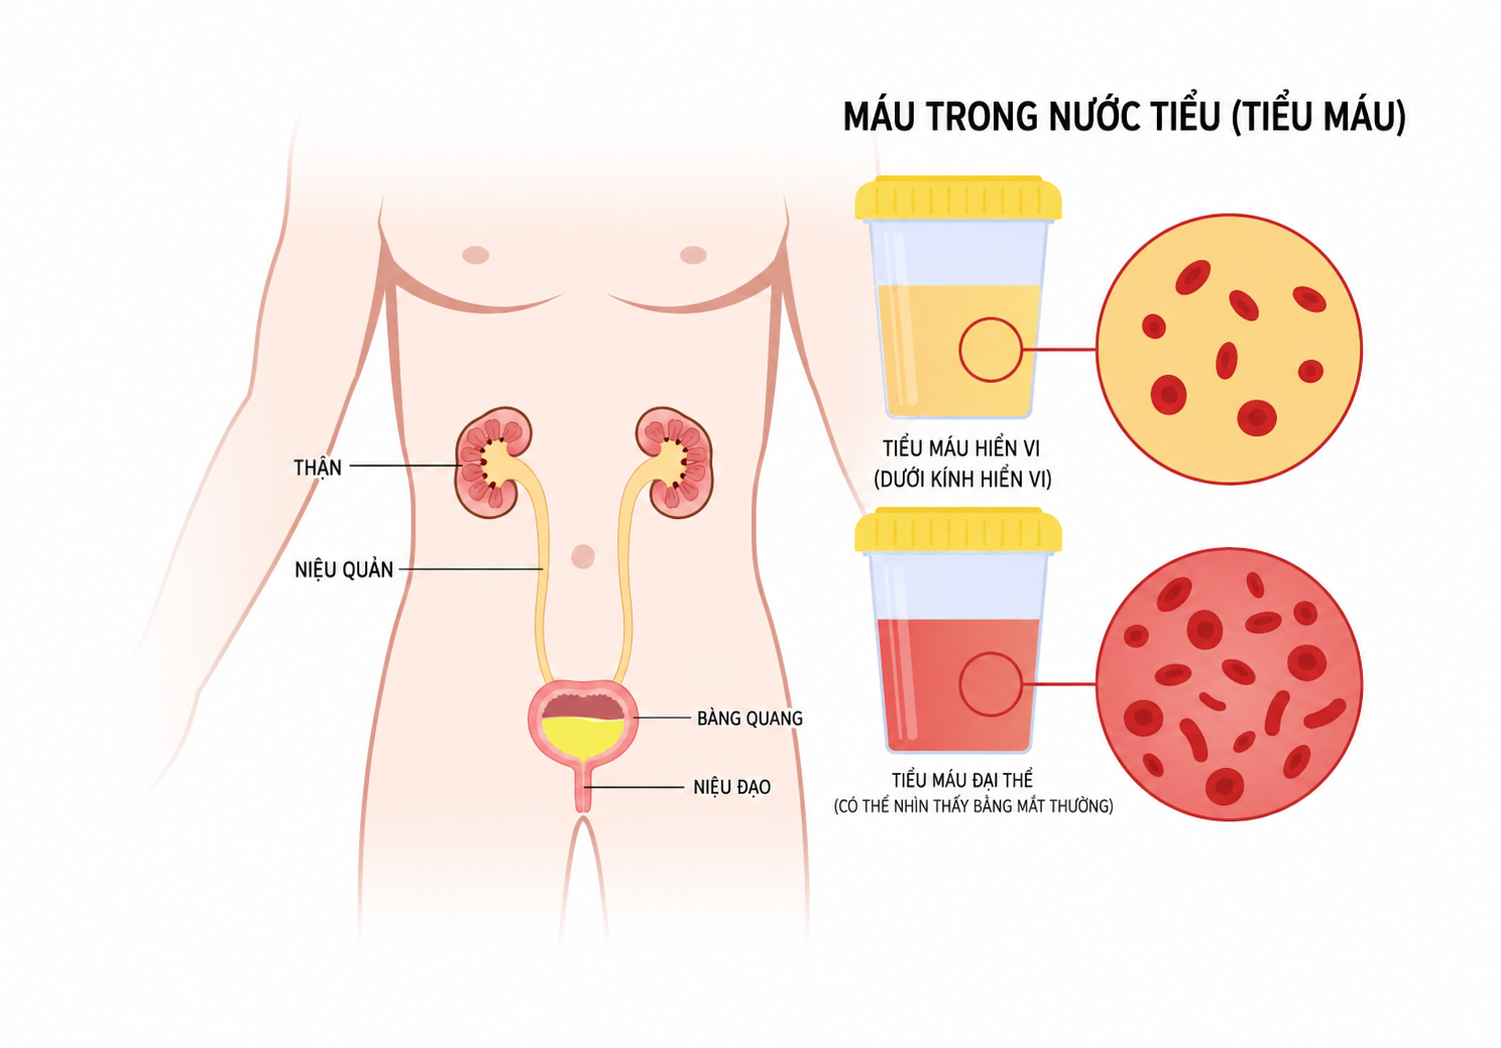 MÁU TRONG NƯỚC TIỂU (TIỂU MÁU)
TIỂU MÁU HIỂN VI
(DƯỚI KÍNH HIỂN VI)
THẬN
NIỆU QUẢN
BÀNG QUANG
NIỆU ĐẠO
TIỂU MÁU ĐẠI THỂ
(CÓ THỂ NHÌN THẤY BẰNG MẮT THƯỜNG)